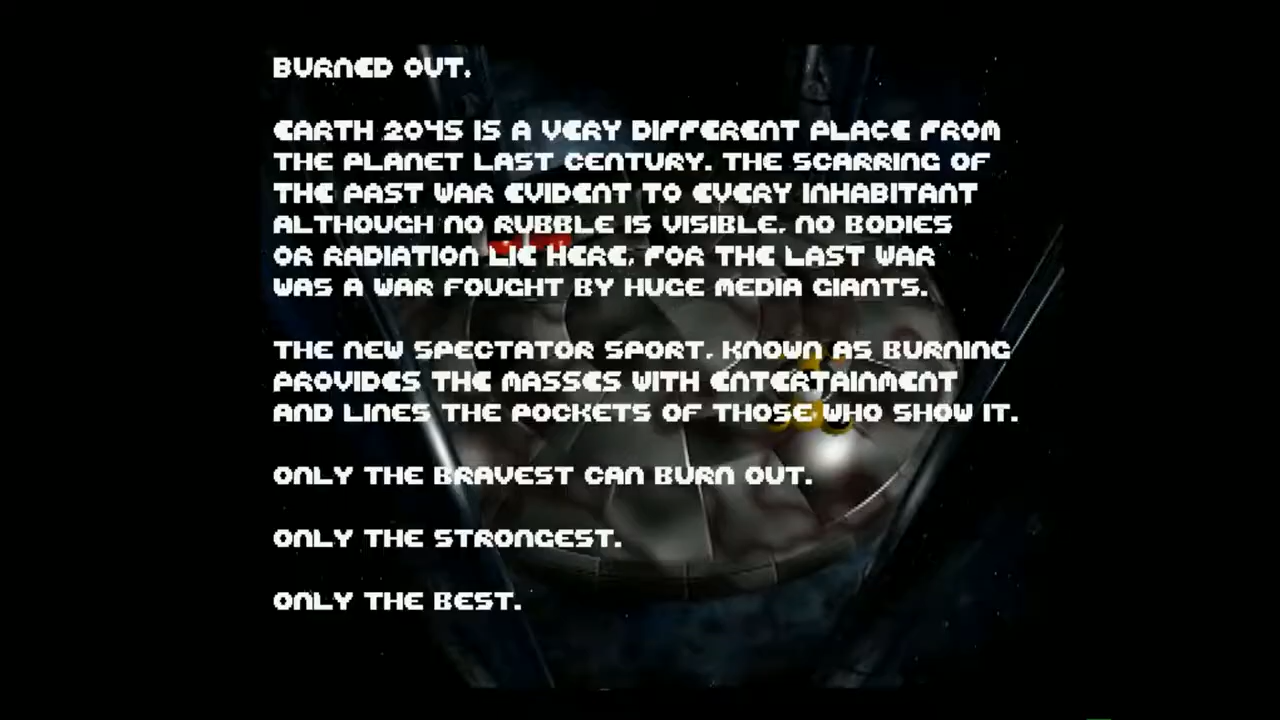 BURNED OUT.
EARTH 2045 IS A VERY DIFFERENT PLACE FROM
THE PLANET LAST CENTURY. THE SCARRING OF
THE PAST WAR EVIDENT TO EVERY INHABITANT
ALTHOUGH NO RUBBLE IS VISIBLE, NO BODIES
OR RADIATION LIE HERE, FOR THE LAST WAR
WAS A WAR FOUGHT BY HUGE MEDIA GIANTS.
THE NEW SPECTATOR SPORT, KNOWN AS BURNING
PROVIDES THE MASSES WITH ENTERTAINMENT
AND LINES THE POCKETS OF THOSE WHO SHOW IT.
ONLY THE BRAVEST CAN BURN OUT.
ONLY THE STRONGEST.
ONLY THE BEST.